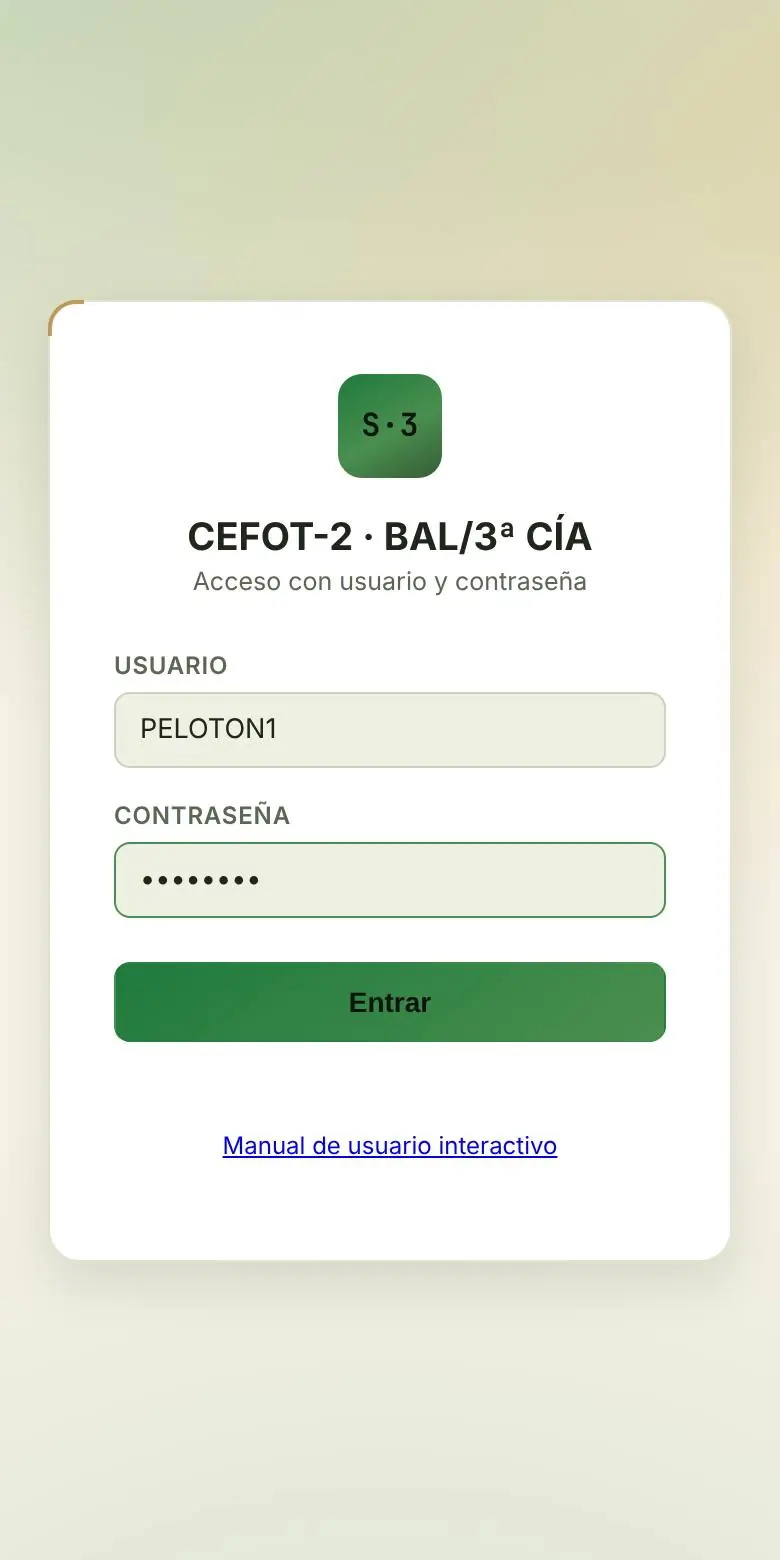 S·3
CEFOT-2 · BAL/3ª CÍA
Acceso con usuario y contraseña
USUARIO
PELOTON1
CONTRASEÑA
••••••••
Entrar
Manual de usuario interactivo